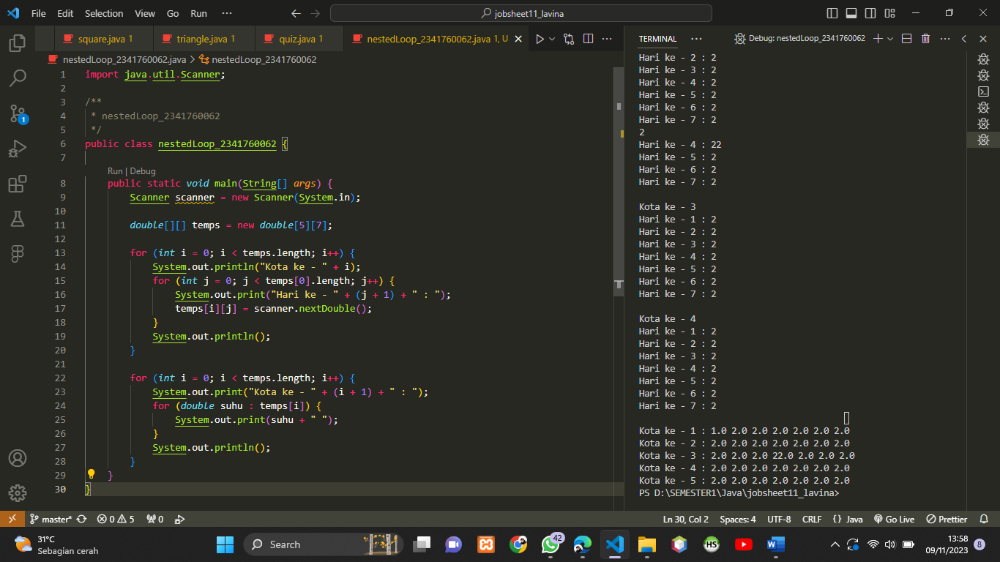 File Edit Selection View Go Run ··· jobsheet11_lavina
square.java 1 triangle.java 1 quiz.java 1 nestedLoop_2341760062.java 1, U
nestedLoop_2341760062.java > nestedLoop_2341760062
1 import java.util.Scanner;
2
3 /**
4 * nestedLoop_2341760062
5 */
6 public class nestedLoop_2341760062 {
7
Run | Debug
8 public static void main(String[] args) {
9 Scanner scanner = new Scanner(System.in);
10
11 double[][] temps = new double[5][7];
12
13 for (int i = 0; i < temps.length; i++) {
14 System.out.println("Kota ke - " + i);
15 for (int j = 0; j < temps[0].length; j++) {
16 System.out.print("Hari ke - " + (j + 1) + " : ");
17 temps[i][j] = scanner.nextDouble();
18 }
19 System.out.println();
20 }
21
22 for (int i = 0; i < temps.length; i++) {
23 System.out.print("Kota ke - " + (i + 1) + " : ");
24 for (double suhu : temps[i]) {
25 System.out.print(suhu + " ");
26 }
27 System.out.println();
28 }
29 }
30 }
TERMINAL ··· Debug: nestedLoop_2341760062
Hari ke - 2 : 2
Hari ke - 3 : 2
Hari ke - 4 : 2
Hari ke - 5 : 2
Hari ke - 6 : 2
Hari ke - 7 : 2
2
Hari ke - 4 : 22
Hari ke - 5 : 2
Hari ke - 6 : 2
Hari ke - 7 : 2
Kota ke - 3
Hari ke - 1 : 2
Hari ke - 2 : 2
Hari ke - 3 : 2
Hari ke - 4 : 2
Hari ke - 5 : 2
Hari ke - 6 : 2
Hari ke - 7 : 2
Kota ke - 4
Hari ke - 1 : 2
Hari ke - 2 : 2
Hari ke - 3 : 2
Hari ke - 4 : 2
Hari ke - 5 : 2
Hari ke - 6 : 2
Hari ke - 7 : 2
Kota ke - 1 : 1.0 2.0 2.0 2.0 2.0 2.0 2.0
Kota ke - 2 : 2.0 2.0 2.0 2.0 2.0 2.0 2.0
Kota ke - 3 : 2.0 2.0 2.0 22.0 2.0 2.0 2.0
Kota ke - 4 : 2.0 2.0 2.0 2.0 2.0 2.0 2.0
Kota ke - 5 : 2.0 2.0 2.0 2.0 2.0 2.0 2.0
PS D:\SEMESTER1\Java\jobsheet11_lavina>
1
master* 0 5 0 Ln 30, Col 2 Spaces: 4 UTF-8 CRLF {} Java Go Live Prettier
31°C
Sebagian cerah
Search
42
HS
13:58
09/11/2023
8